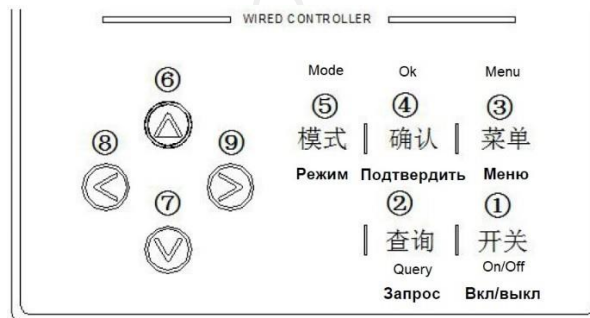 WIRED CONTROLLER
Mode Ok Menu
⑥ ⑤ ④ ③
模式 确认 菜单
⑧ ⑨
Режим Подтвердить Меню
⑦ ② ①
查询 开关
Query On/Off
Запрос Вкл/выкл